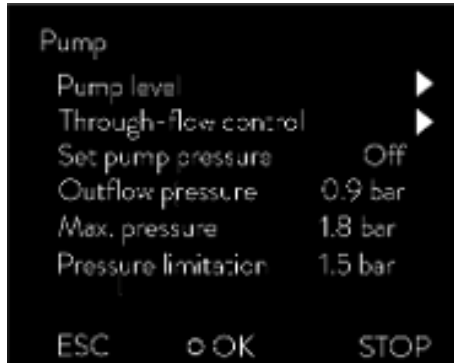 Pump
Pump level
Through-flow control
Set pump pressure Off
Outflow pressure 0.9 bar
Max. pressure 1.8 bar
Pressure limitation 1.5 bar
ESC OK STOP